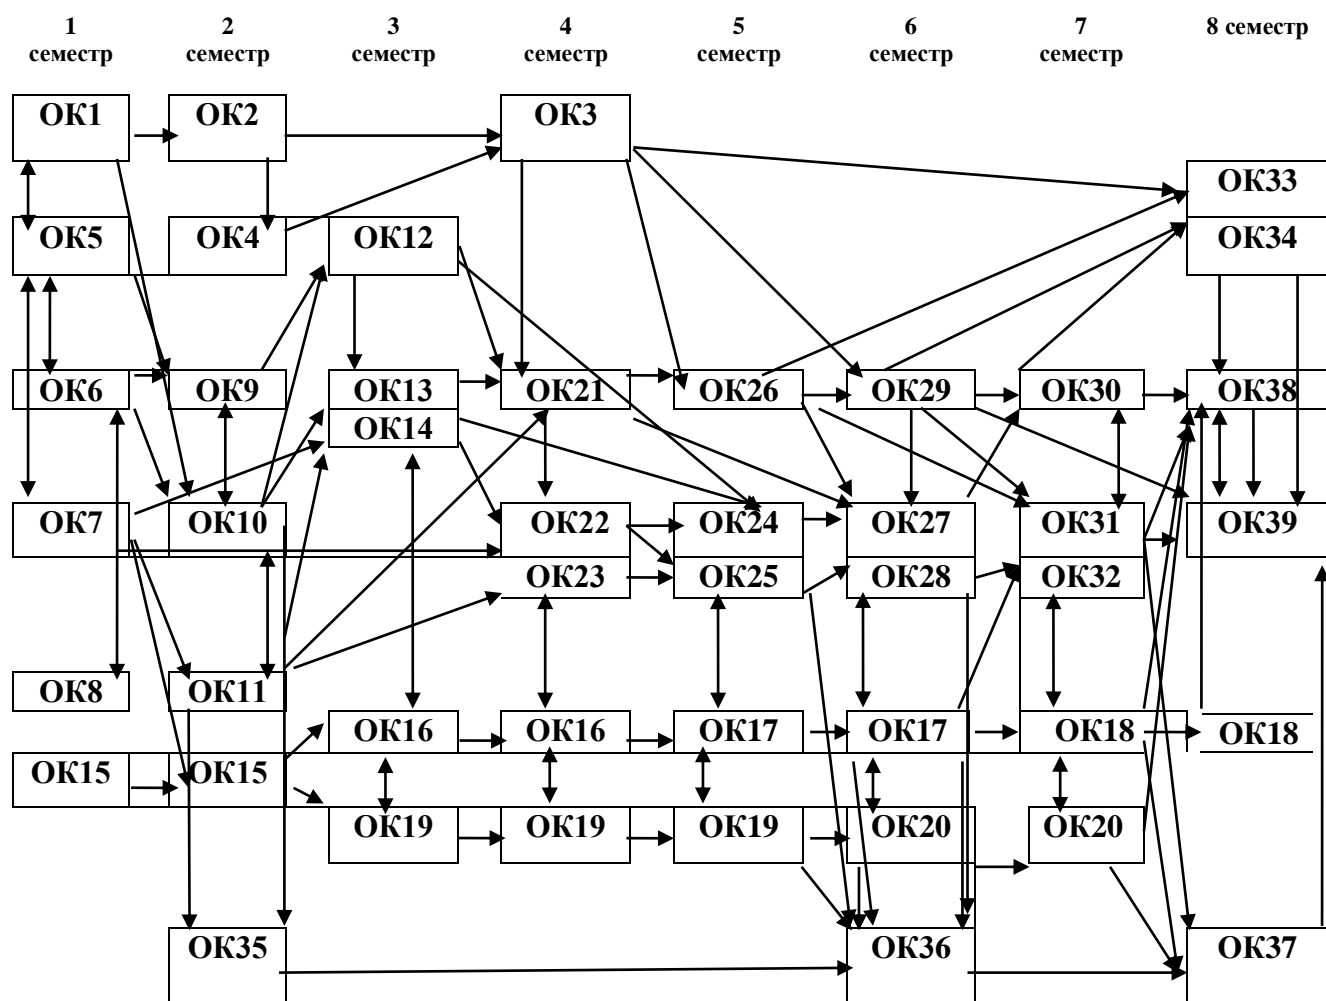 1 семестр
2 семестр
3 семестр
4 семестр
5 семестр
6 семестр
7 семестр
8 семестр
ОК1 ОК2 ОК3
ОК33
ОК5 ОК4 ОК12 ОК34
ОК6 ОК9 ОК13 ОК21 ОК26 ОК29 ОК30 ОК38
ОК14
ОК7 ОК10 ОК22 ОК24 ОК27 ОК31 ОК39
ОК23 ОК25 ОК28 ОК32
ОК8 ОК11
ОК16 ОК16 ОК17 ОК17 ОК18 ОК18
ОК15 ОК15
ОК19 ОК19 ОК19 ОК20 ОК20
ОК35 ОК36 ОК37